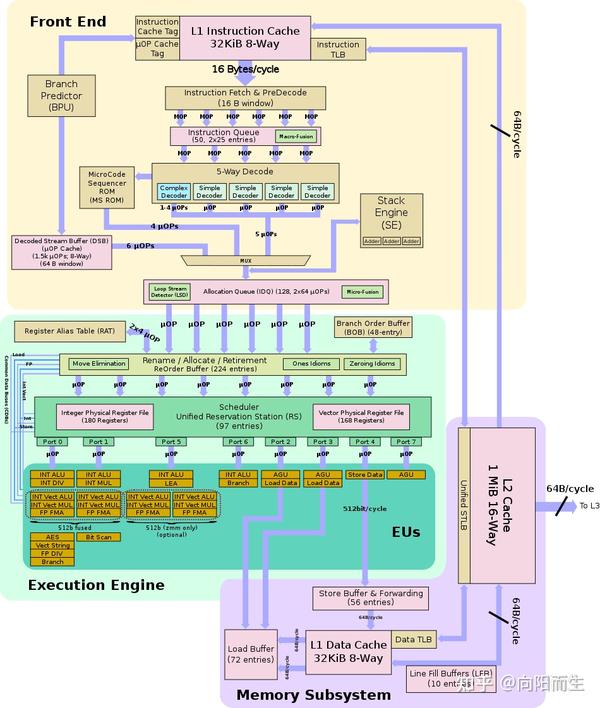 Front End
Instruction
Cache Tag
µOP Cache
Tag
L1 Instruction Cache
32KiB 8-Way
Instruction
TLB
16 Bytes/cycle
Branch
Predictor
(BPU)
Instruction Fetch & PreDecode
(16 B window)
MOP MOP MOP MOP MOP MOP
Instruction Queue
(50, 2x25 entries)
Macro-Fusion
MOP MOP MOP MOP MOP
64B/cycle
5-Way Decode
Complex
Decoder
Simple
Decoder
Simple
Decoder
Simple
Decoder
Simple
Decoder
MicroCode
Sequencer
ROM
(MS ROM)
1-4 µOPs µOP µOP µOP µOP
Stack
Engine
(SE)
Adder Adder Adder
4 µOPs
5 µOPs
Decoded Stream Buffer (DSB)
(µOP Cache)
(1.5k µOPs; 8-Way)
(64 B window)
6 µOPs
MUX
Loop Stream
Detector (LSD)
Allocation Queue (IDQ) (128, 2x64 µOPs)
Micro-Fusion
µOP µOP µOP µOP µOP µOP
Register Alias Table (RAT)
2x4 µOP
Branch Order Buffer
(BOB) (48-entry)
Move Elimination
Rename / Allocate / Retirement
ReOrder Buffer (224 entries)
Ones Idioms
Zeroing Idioms
Common Data Buses (CDBs)
Load
FP
Int Vect
Int
Store
µOP µOP µOP µOP µOP µOP
Scheduler
Unified Reservation Station (RS)
(97 entries)
Integer Physical Register File
(180 Registers)
Vector Physical Register File
(168 Registers)
Port 0 Port 1 Port 5 Port 6 Port 2 Port 3 Port 4 Port 7
µOP µOP µOP µOP µOP µOP µOP µOP
INT ALU
INT DIV
INT ALU
INT MUL
INT ALU
LEA
INT ALU
Branch
AGU
Load Data
AGU
Load Data
Store Data
AGU
INT Vect ALU
INT Vect MUL
FP FMA
INT Vect ALU
INT Vect MUL
FP FMA
INT Vect ALU
INT Vect MUL
FP FMA
INT Vect ALU
INT Vect MUL
FP FMA
512b fused
512b (zmm only)
(optional)
AES
Vect String
FP DIV
Branch
Bit Scan
512bit/cycle
EUs
Execution Engine
Unified STLB
L2 Cache
1 MiB 16-Way
64B/cycle
To L3
Store Buffer & Forwarding
(56 entries)
64B/cycle
64B/cycle
Load Buffer
(72 entries)
64B/cycle
64B/cycle
L1 Data Cache
32KiB 8-Way
Data TLB
Line Fill Buffers (LFB)
(10 entries
Memory Subsystem
知乎 @向阳而生